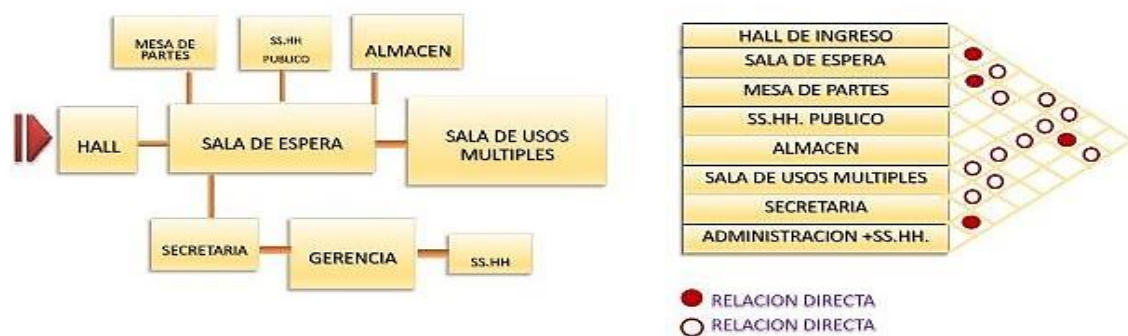 MESA DE
PARTES
SS.HH
PUBLICO
ALMACEN
HALL
SALA DE ESPERA
SALA DE USOS
MULTIPLES
SECRETARIA
GERENCIA
SS.HH
HALL DE INGRESO
SALA DE ESPERA
MESA DE PARTES
SS.HH. PUBLICO
ALMACEN
SALA DE USOS MULTIPLES
SECRETARIA
ADMINISTRACION +SS.HH.
RELACION DIRECTA
RELACION DIRECTA